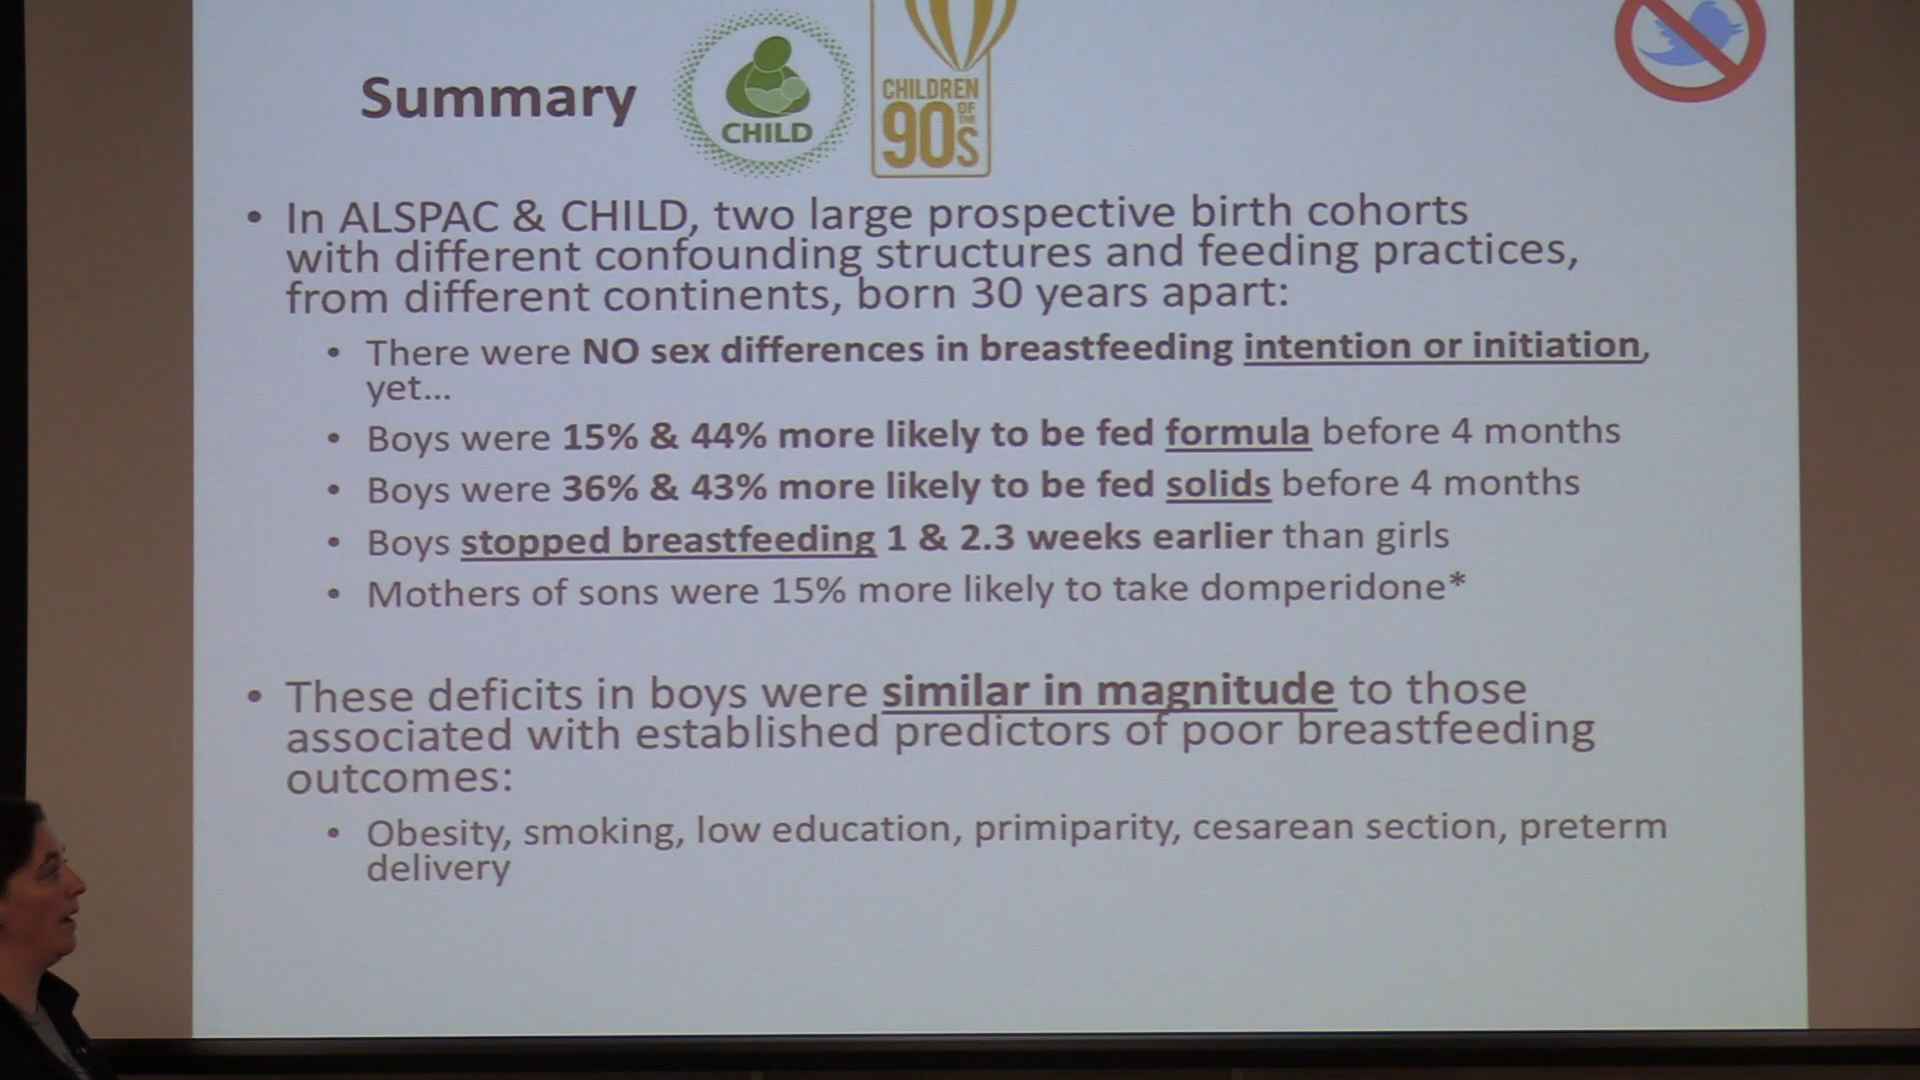 Summary
CHILD
CHILDREN
OF
THE
90s
• In ALSPAC & CHILD, two large prospective birth cohorts
with different confounding structures and feeding practices,
from different continents, born 30 years apart:
• There were NO sex differences in breastfeeding intention or initiation,
yet...
• Boys were 15% & 44% more likely to be fed formula before 4 months
• Boys were 36% & 43% more likely to be fed solids before 4 months
• Boys stopped breastfeeding 1 & 2.3 weeks earlier than girls
• Mothers of sons were 15% more likely to take domperidone*
• These deficits in boys were similar in magnitude to those
associated with established predictors of poor breastfeeding
outcomes:
• Obesity, smoking, low education, primiparity, cesarean section, preterm
delivery